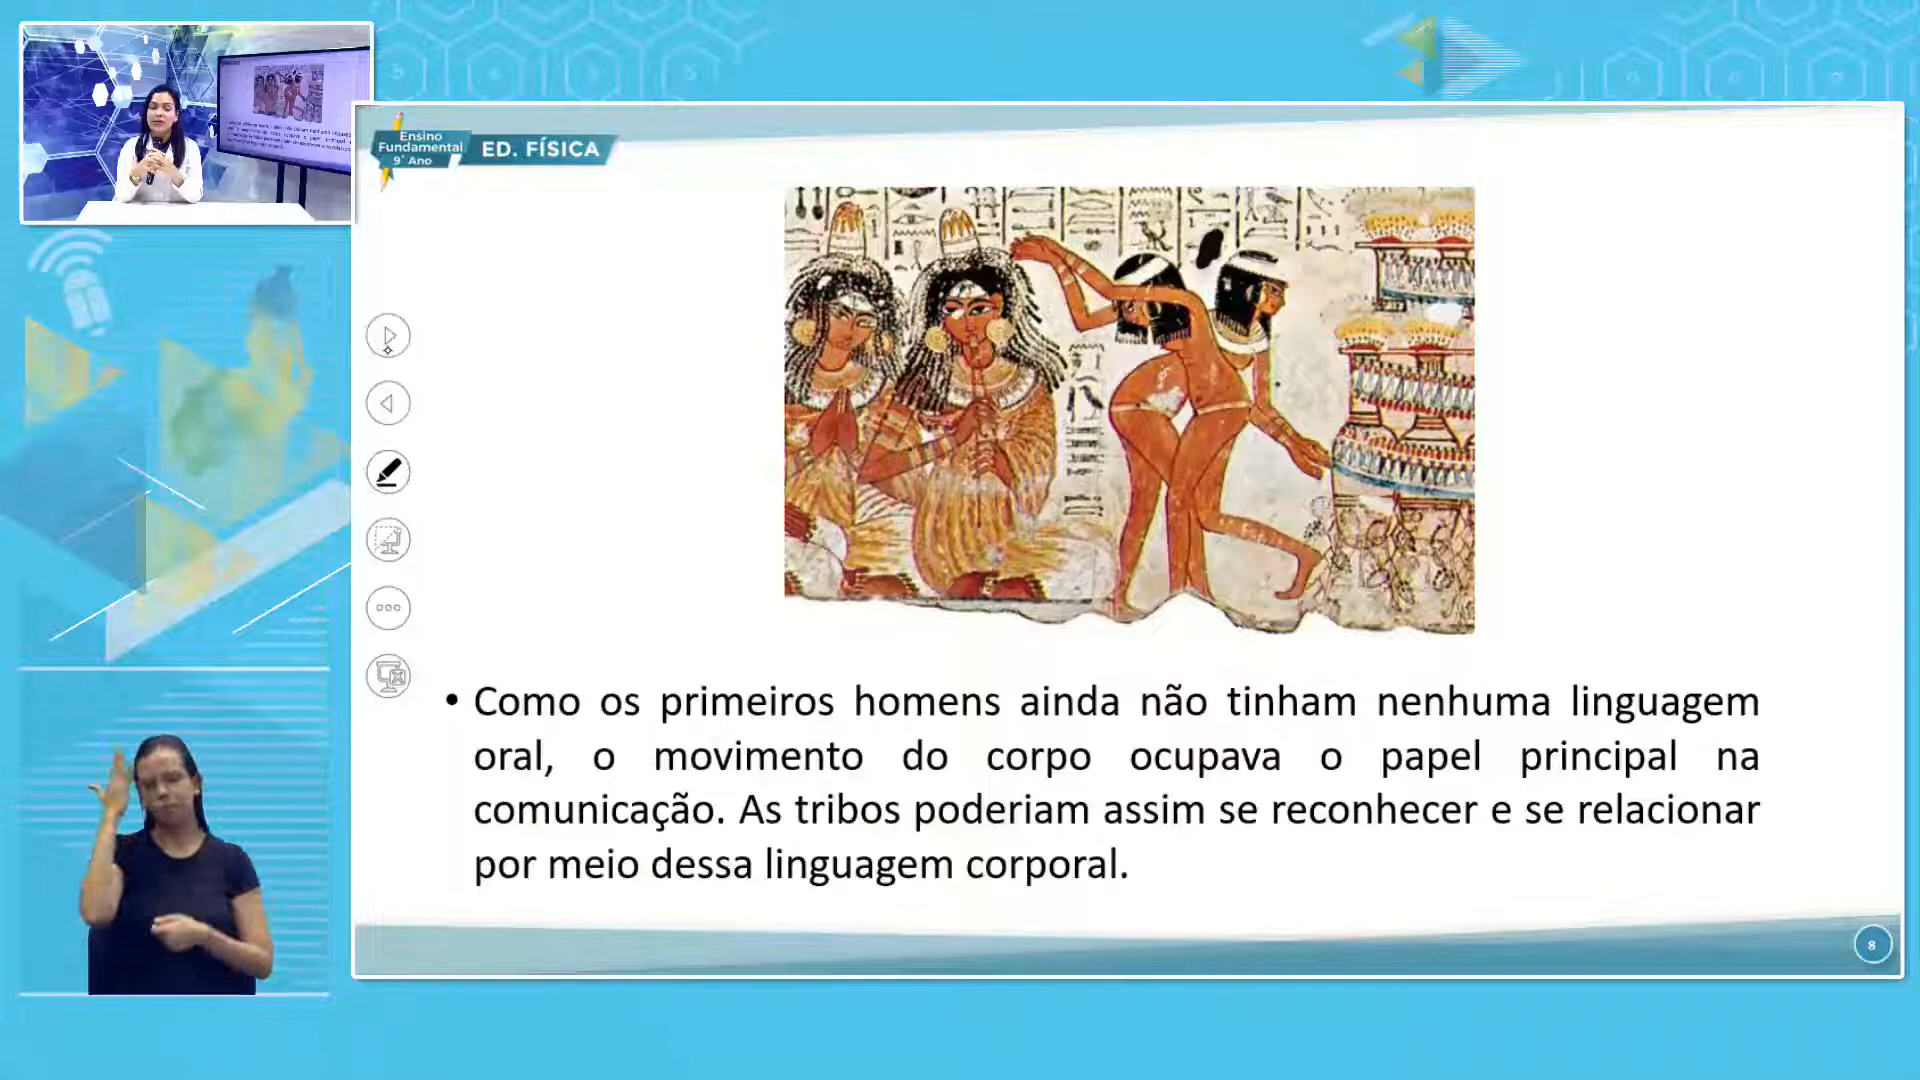 Ensino
Fundamental
9° Ano
ED. FÍSICA
• Como os primeiros homens ainda não tinham nenhuma linguagem
oral, o movimento do corpo ocupava o papel principal na
comunicação. As tribos poderiam assim se reconhecer e se relacionar
por meio dessa linguagem corporal.
8